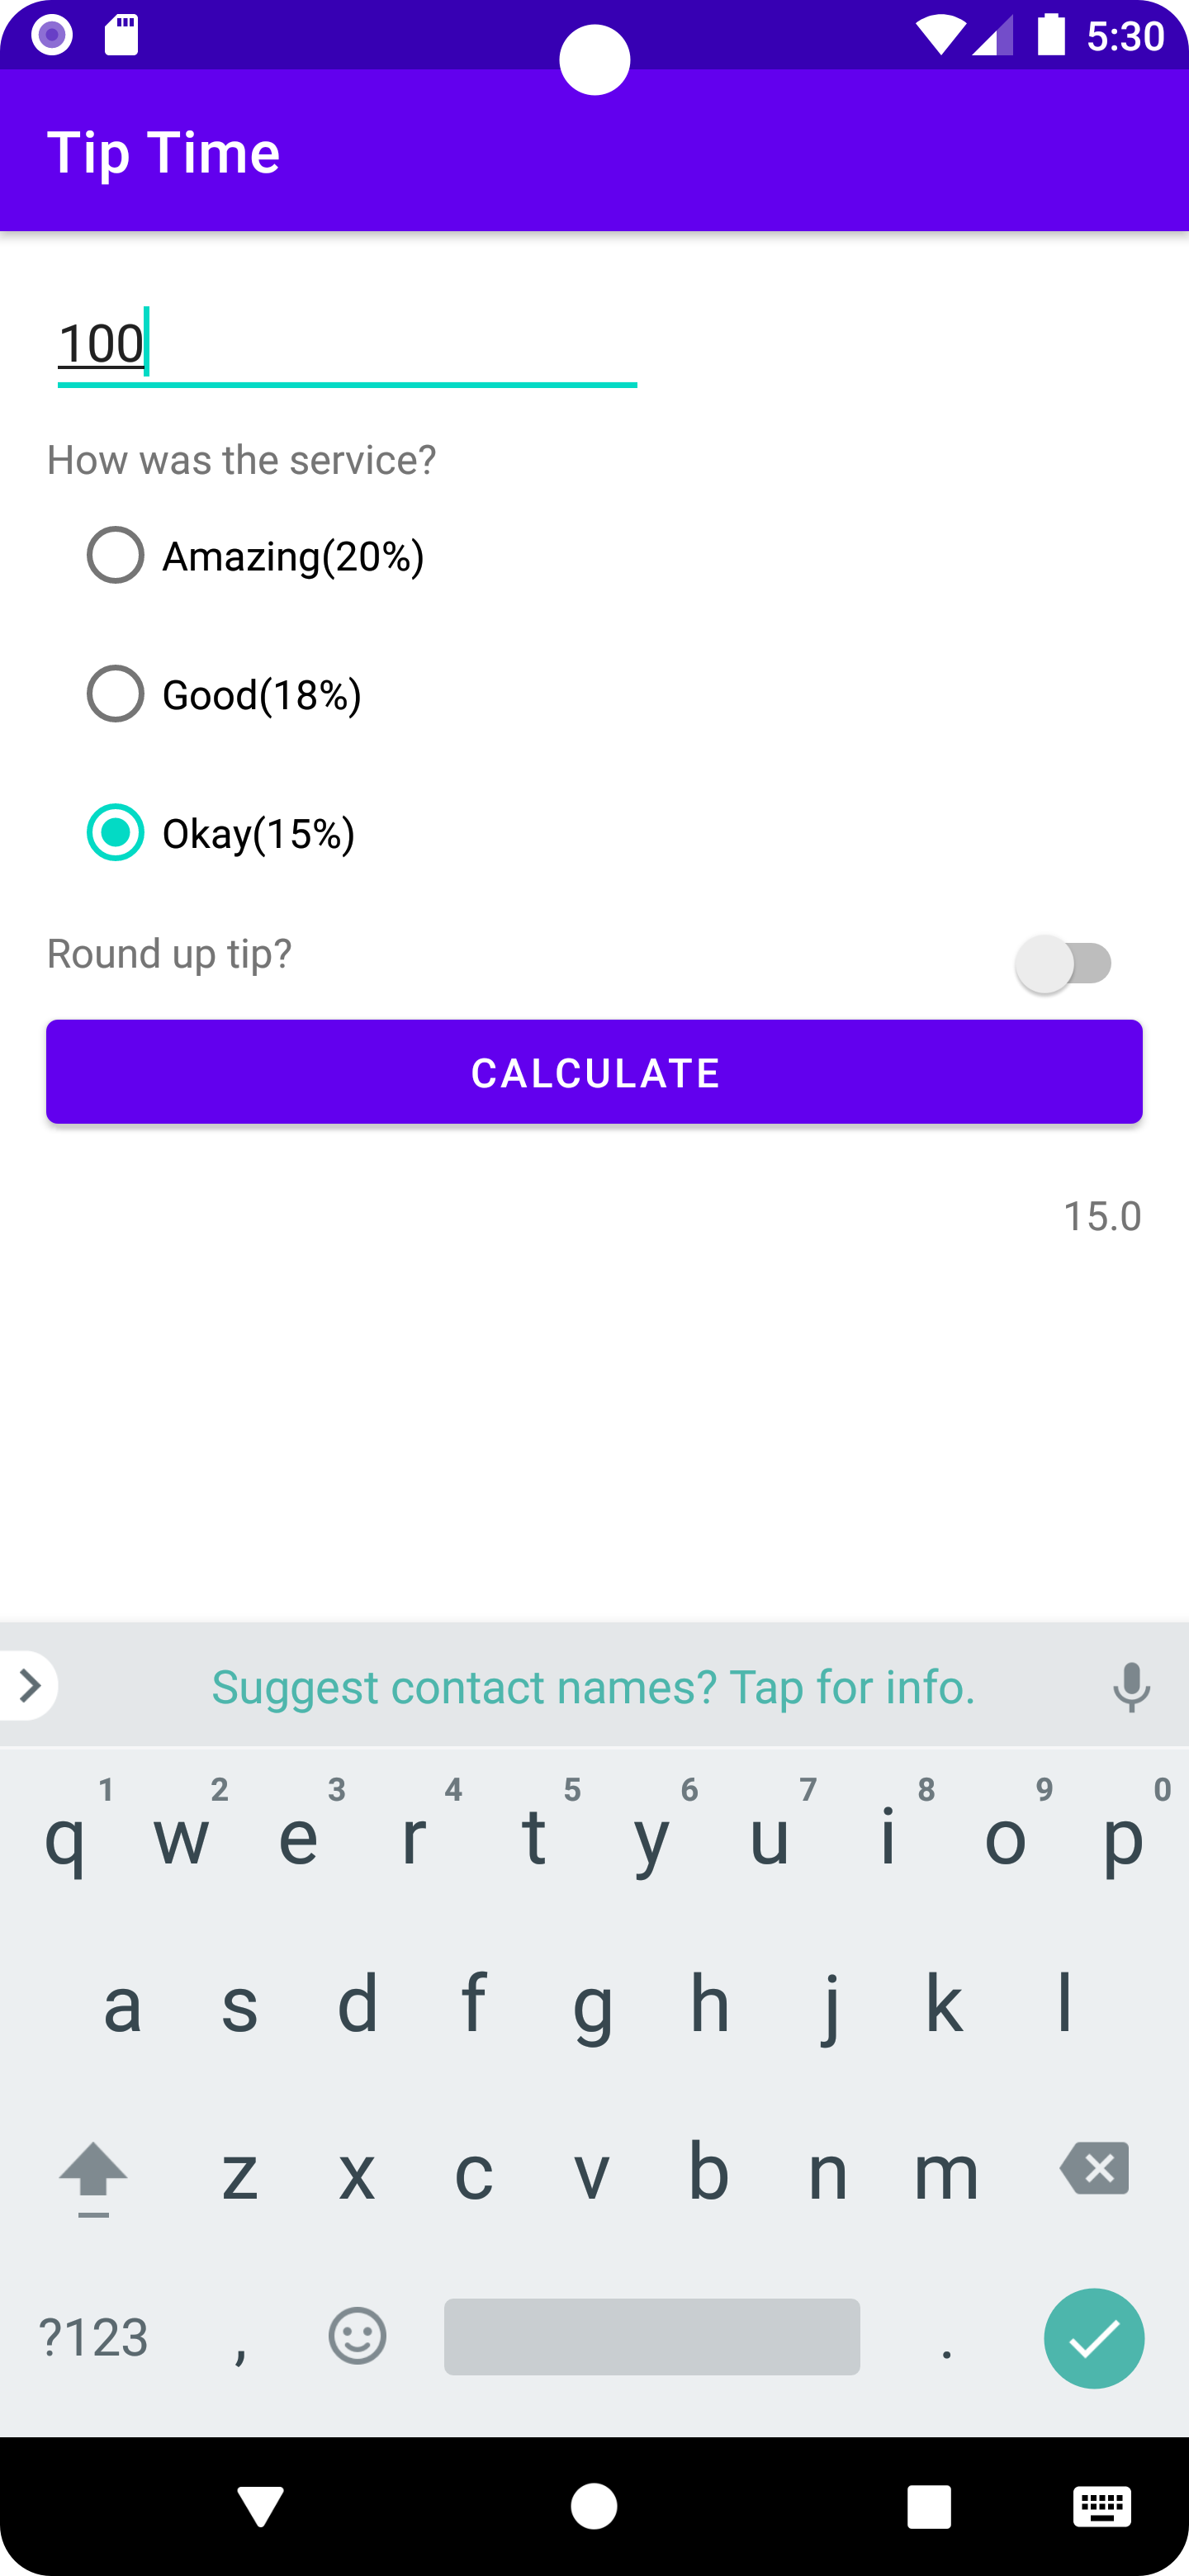 5:30
Tip Time
100
How was the service?
Amazing(20%)
Good(18%)
Okay(15%)
Round up tip?
CALCULATE
15.0
Suggest contact names? Tap for info.
1 2 3 4 5 6 7 8 9 0
q w e r t y u i o p
a s d f g h j k l
z x c v b n m
?123 , .